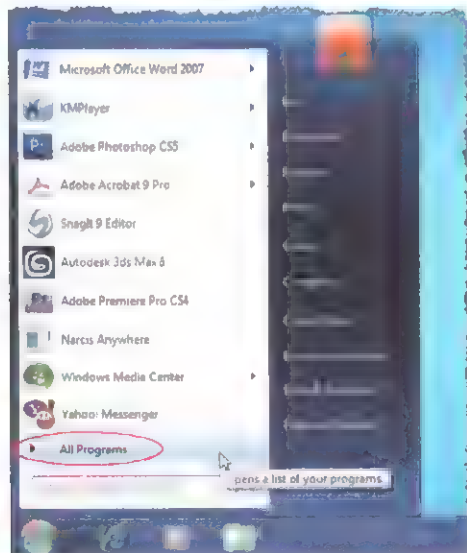 Microsoft Office Word 2007
KMPlayer
Adobe Photoshop CS5
Adobe Acrobat 9 Pro
SnagIt 9 Editor
Autodesk 3ds Max 8
Adobe Premiere Pro CS4
Narcis Anywhere
Windows Media Center
Yahoo! Messenger
All Programs
pens a list of your programs